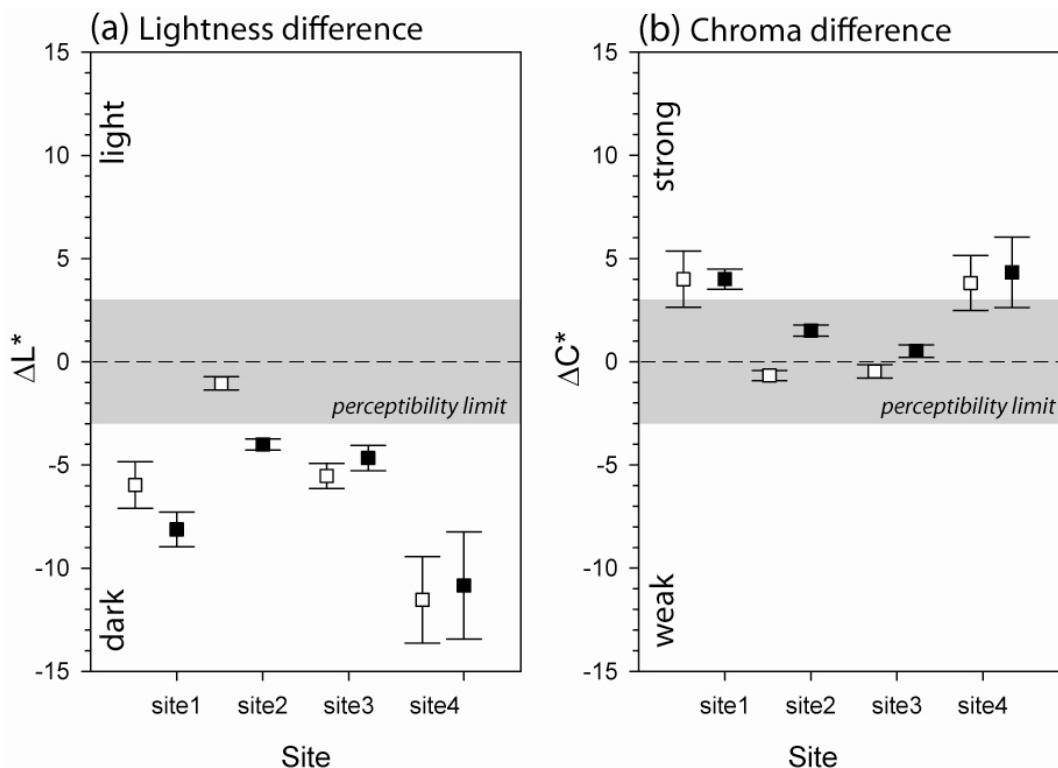 (a) Lightness difference
15
10
5
0
-5
-10
-15
light
dark
ΔL*
perceptibility limit
site1 site2 site3 site4
Site
(b) Chroma difference
15
10
5
0
-5
-10
-15
strong
weak
ΔC*
perceptibility limit
site1 site2 site3 site4
Site